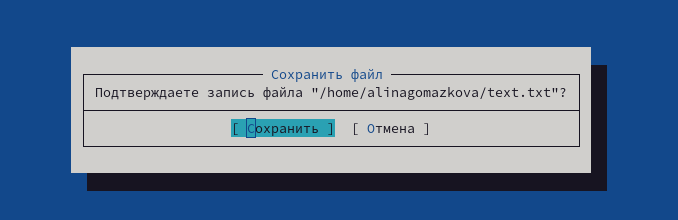 Сохранить файл
Подтверждаете запись файла "/home/alinagomazkova/text.txt"?
[ Сохранить ] [ Отмена ]